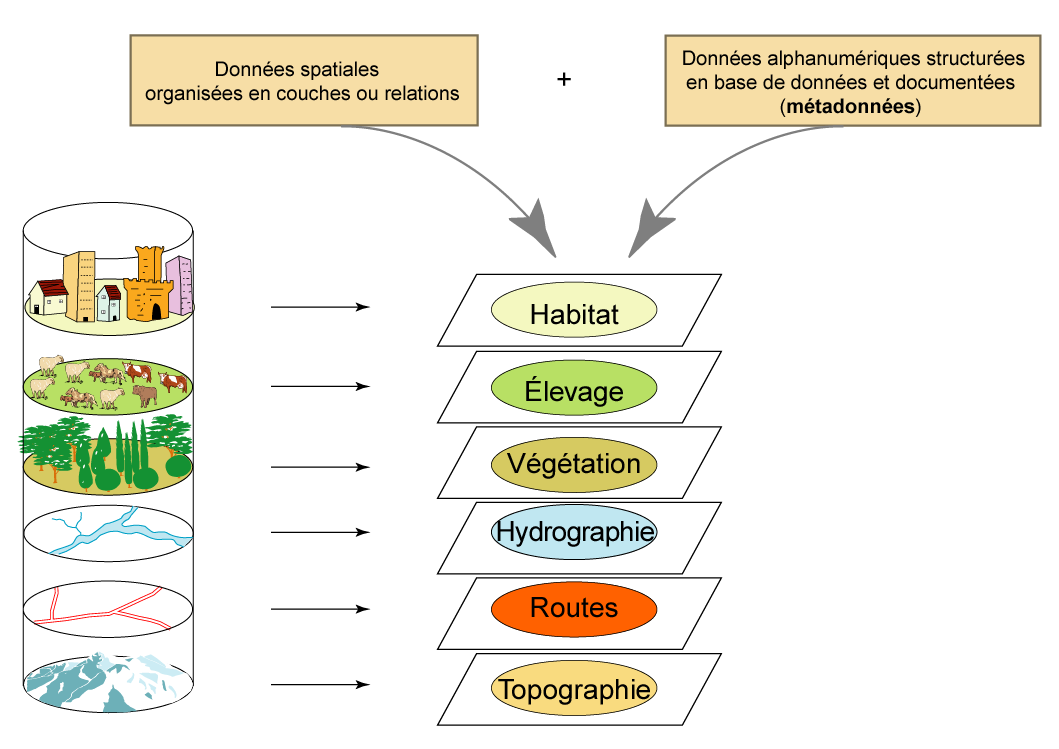 Données spatiales
organisées en couches ou relations
+
Données alphanumériques structurées
en base de données et documentées
(métadonnées)
Habitat
Élevage
Végétation
Hydrographie
Routes
Topographie